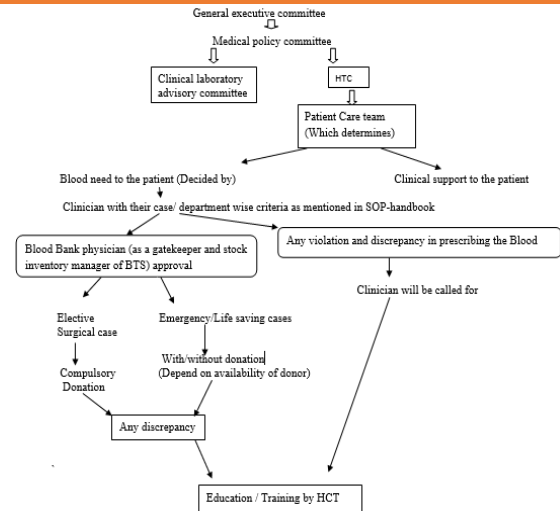 General executive committee
Medical policy committee
Clinical laboratory
advisory committee
HTC
Patient Care team
(Which determines)
Blood need to the patient (Decided by)
Clinical support to the patient
Clinician with their case/ department wise criteria as mentioned in SOP-handbook
Blood Bank physician (as a gatekeeper and stock
inventory manager of BTS) approval
Any violation and discrepancy in prescribing the Blood
Clinician will be called for
Elective
Surgical case
Emergency/Life saving cases
Compulsory
Donation
With/without donation
(Depend on availability of donor)
Any discrepancy
Education / Training by HCT